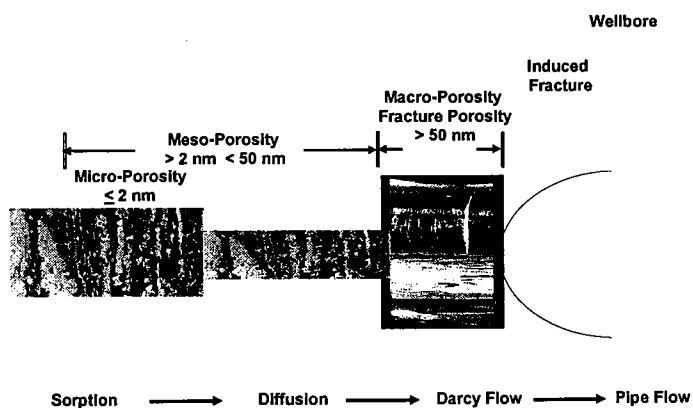 Wellbore
Induced
Fracture
Macro-Porosity
Fracture Porosity
> 50 nm
Meso-Porosity
> 2 nm < 50 nm
Micro-Porosity
≤ 2 nm
Sorption
Diffusion
Darcy Flow
Pipe Flow